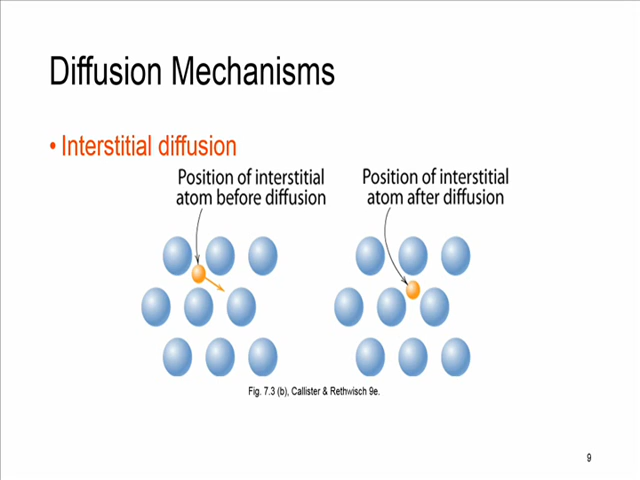 Diffusion Mechanisms
• Interstitial diffusion
Position of interstitial
atom before diffusion
Position of interstitial
atom after diffusion
Fig. 7.3 (b), Callister & Rethwisch 9e.
9